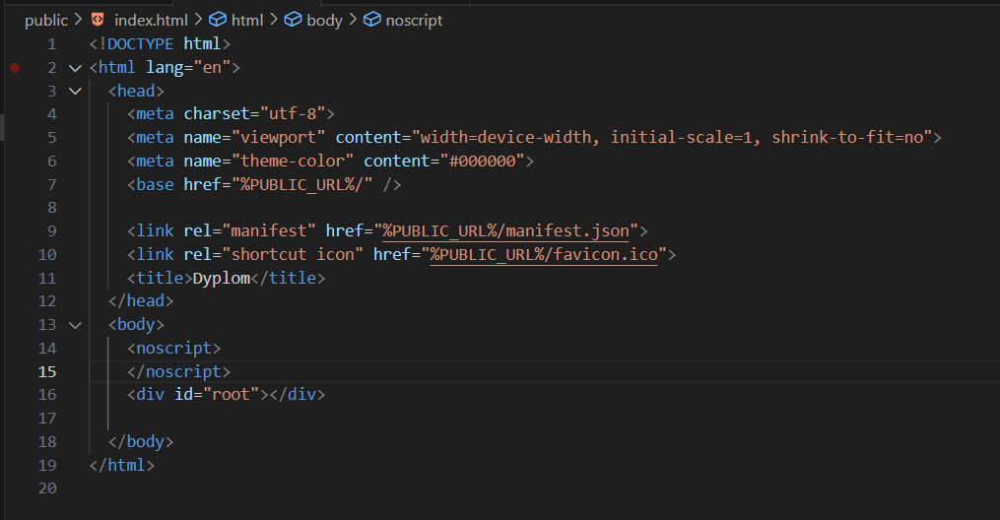 public > index.html > html > body > noscript
1 <!DOCTYPE html>
2 <html lang="en">
3 <head>
4 <meta charset="utf-8">
5 <meta name="viewport" content="width=device-width, initial-scale=1, shrink-to-fit=no">
6 <meta name="theme-color" content="#000000">
7 <base href="%PUBLIC_URL%/" />
8
9 <link rel="manifest" href="%PUBLIC_URL%/manifest.json">
10 <link rel="shortcut icon" href="%PUBLIC_URL%/favicon.ico">
11 <title>Dyplom</title>
12 </head>
13 <body>
14 <noscript>
15 </noscript>
16 <div id="root"></div>
17
18 </body>
19 </html>
20